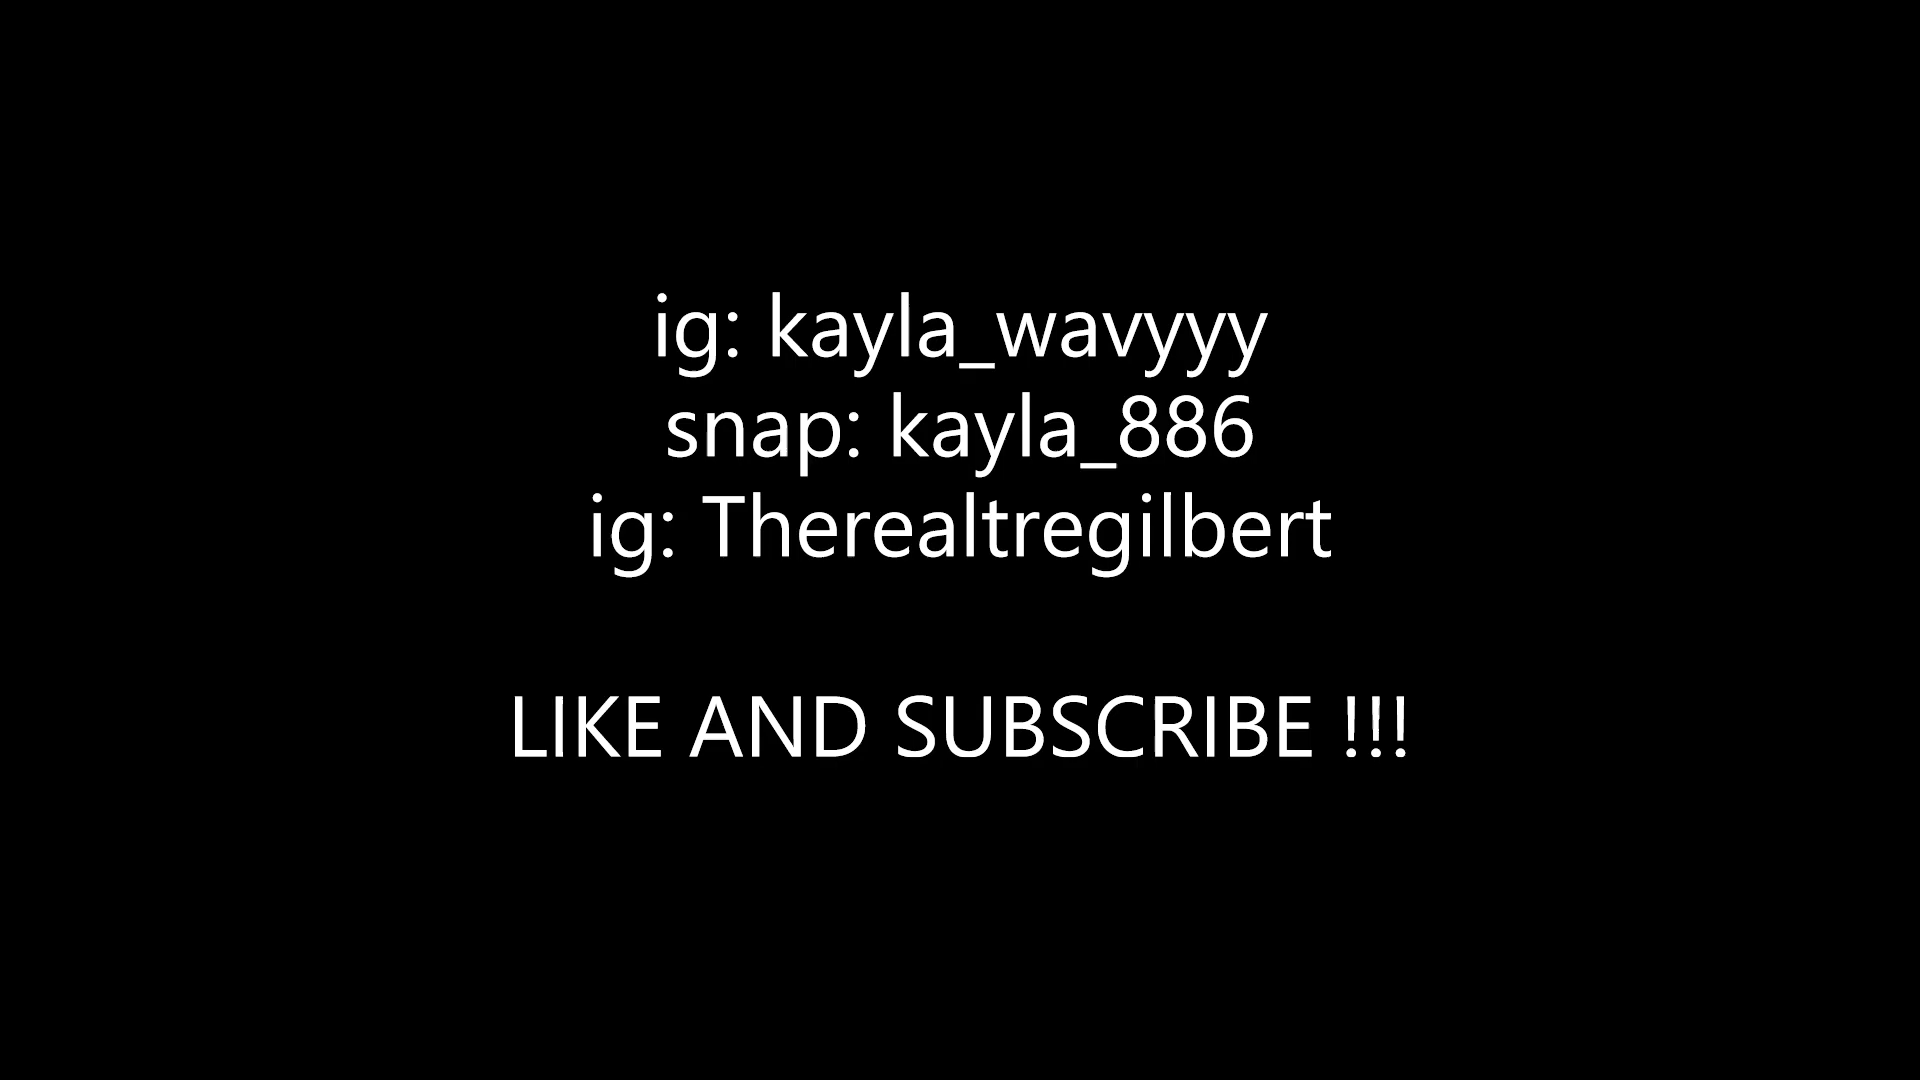 ig: kayla_wavyyy
snap: kayla_886
ig: Therealtregilbert
LIKE AND SUBSCRIBE !!!